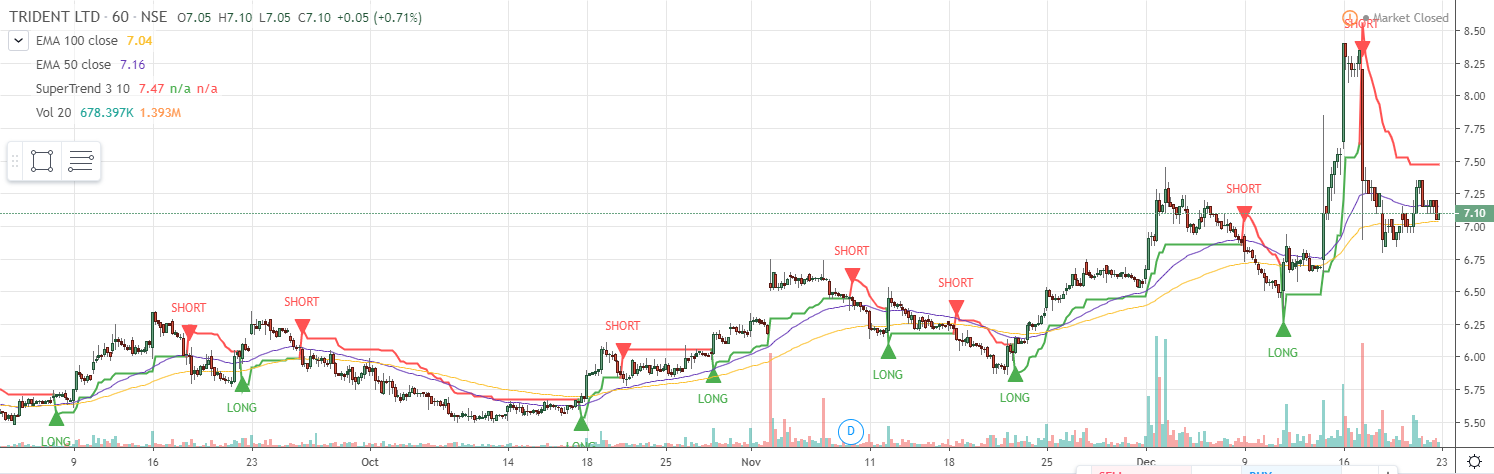 TRIDENT LTD · 60 · NSE O7.05 H7.10 L7.05 C7.10 +0.05 (+0.71%)
Market Closed
EMA 100 close 7.04
EMA 50 close 7.16
SuperTrend 3 10 7.47 n/a n/a
Vol 20 678.397K 1.393M
SHORT
8.50
8.25
8.00
7.75
7.50
7.25
7.10
7.00
6.75
6.50
6.25
6.00
5.75
5.50
SHORT
SHORT
SHORT
SHORT
SHORT
SHORT
LONG
LONG
LONG
LONG
LONG
LONG
LONG
D
9 16 23 Oct 14 18 25 Nov 11 18 25 Dec 9 16 23